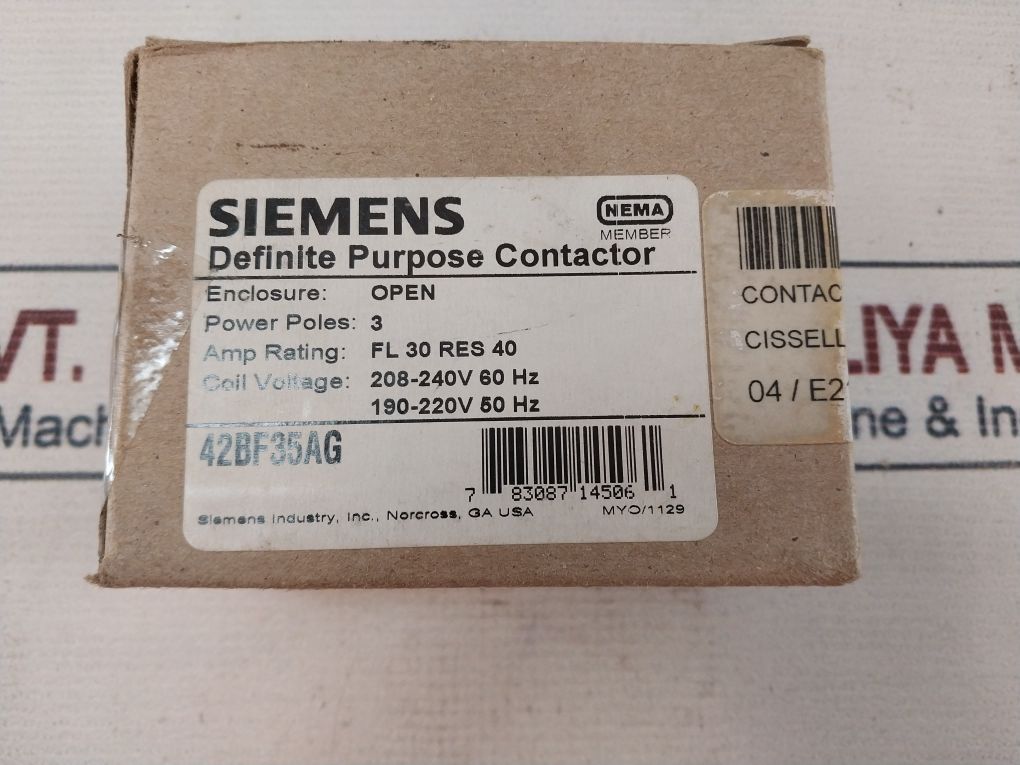 SIEMENS
NEMA
MEMBER
Definite Purpose Contactor
Enclosure: OPEN
Power Poles: 3
Amp Rating: FL 30 RES 40
Coil Voltage: 208-240V 60 Hz
190-220V 50 Hz
42BF35AG
7 83087 14506 1
Siemens Industry, Inc., Norcross, GA USA
MYO/1129
CONTAC
CISSELL
04 / E2
VT.
LIYA M
Mach
ne & In